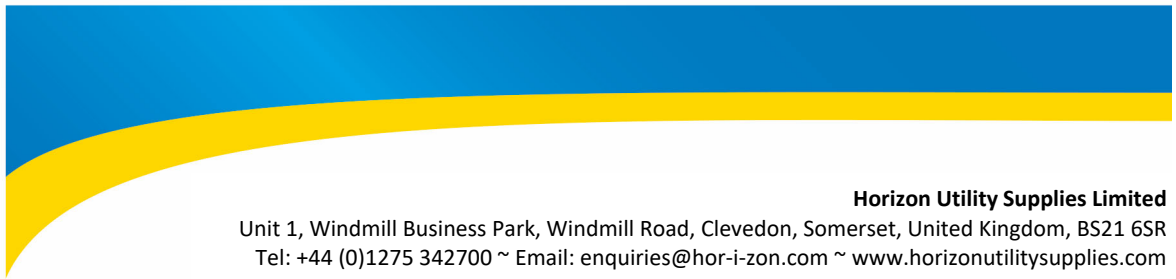 Horizon Utility Supplies Limited
Unit 1, Windmill Business Park, Windmill Road, Clevedon, Somerset, United Kingdom, BS21 6SR
Tel: +44 (0)1275 342700 ~ Email: enquiries@hor-i-zon.com ~ www.horizonutilitysupplies.com